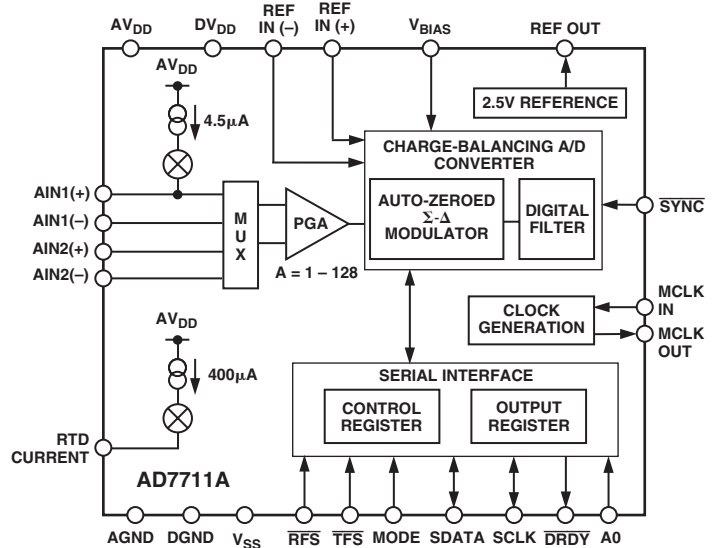 AVDD
DVDD
REF
IN (–)
REF
IN (+)
VBIAS
REF OUT
AVDD
4.5µA
2.5V REFERENCE
CHARGE-BALANCING A/D
CONVERTER
AUTO-ZEROED
Σ-Δ
MODULATOR
DIGITAL
FILTER
SYNC
AIN1(+)
AIN1(–)
AIN2(+)
AIN2(–)
M
U
X
PGA
A = 1 – 128
MCLK
IN
MCLK
OUT
CLOCK
GENERATION
AVDD
400µA
SERIAL INTERFACE
CONTROL
REGISTER
OUTPUT
REGISTER
RTD
CURRENT
AD7711A
AGND
DGND
VSS
RFS
TFS
MODE
SDATA
SCLK
DRDY
A0